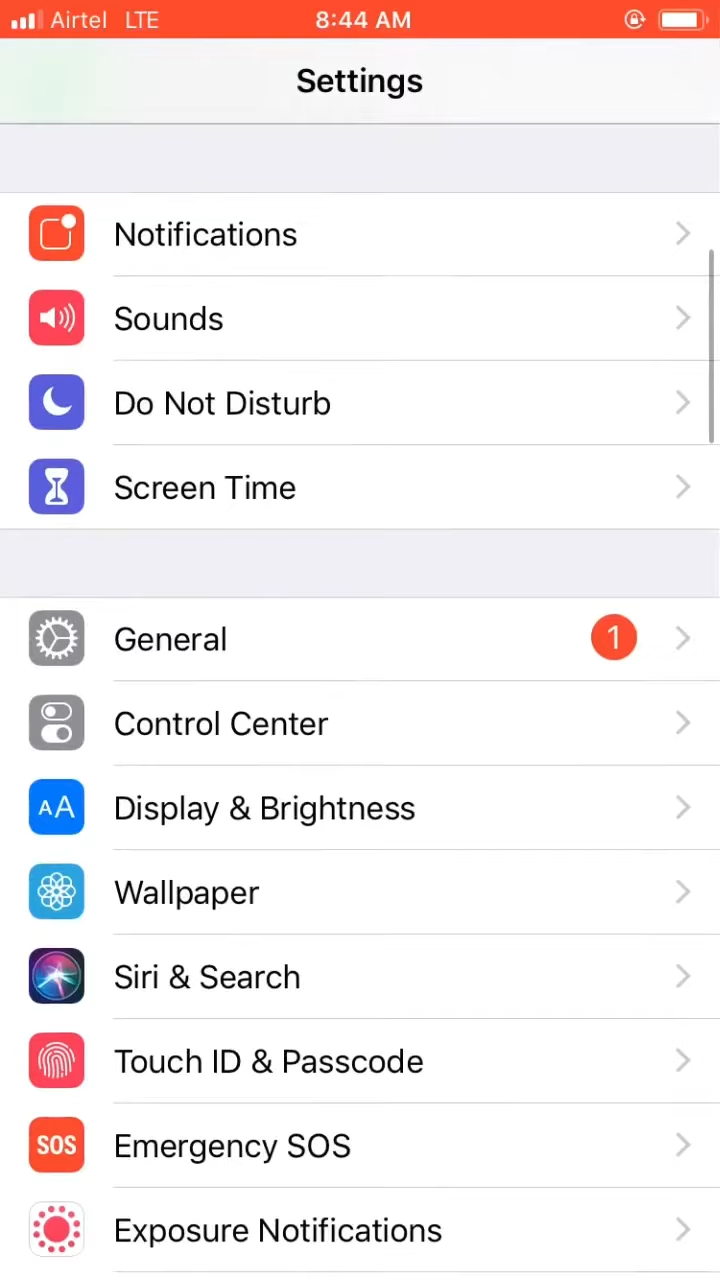 Airtel LTE 8:44 AM
Settings
Notifications
Sounds
Do Not Disturb
Screen Time
General 1
Control Center
AA Display & Brightness
Wallpaper
Siri & Search
Touch ID & Passcode
SOS Emergency SOS
Exposure Notifications